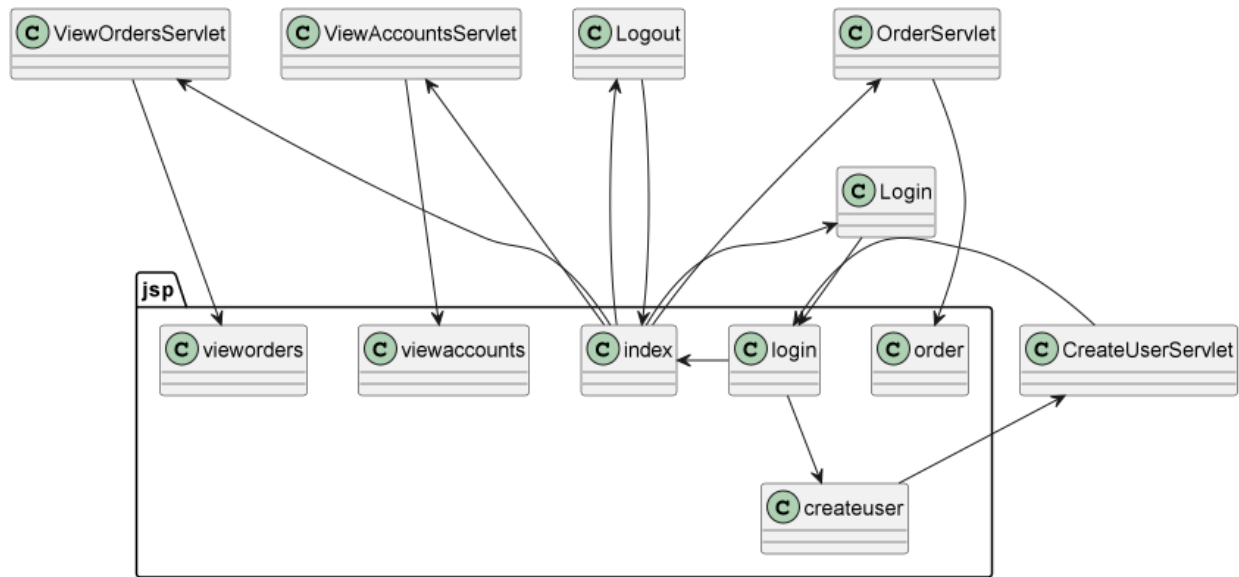 C ViewOrdersServlet
C ViewAccountsServlet
C Logout
C OrderServlet
C Login
jsp
C vieworders
C viewaccounts
C index
C login
C order
C CreateUserServlet
C createuser